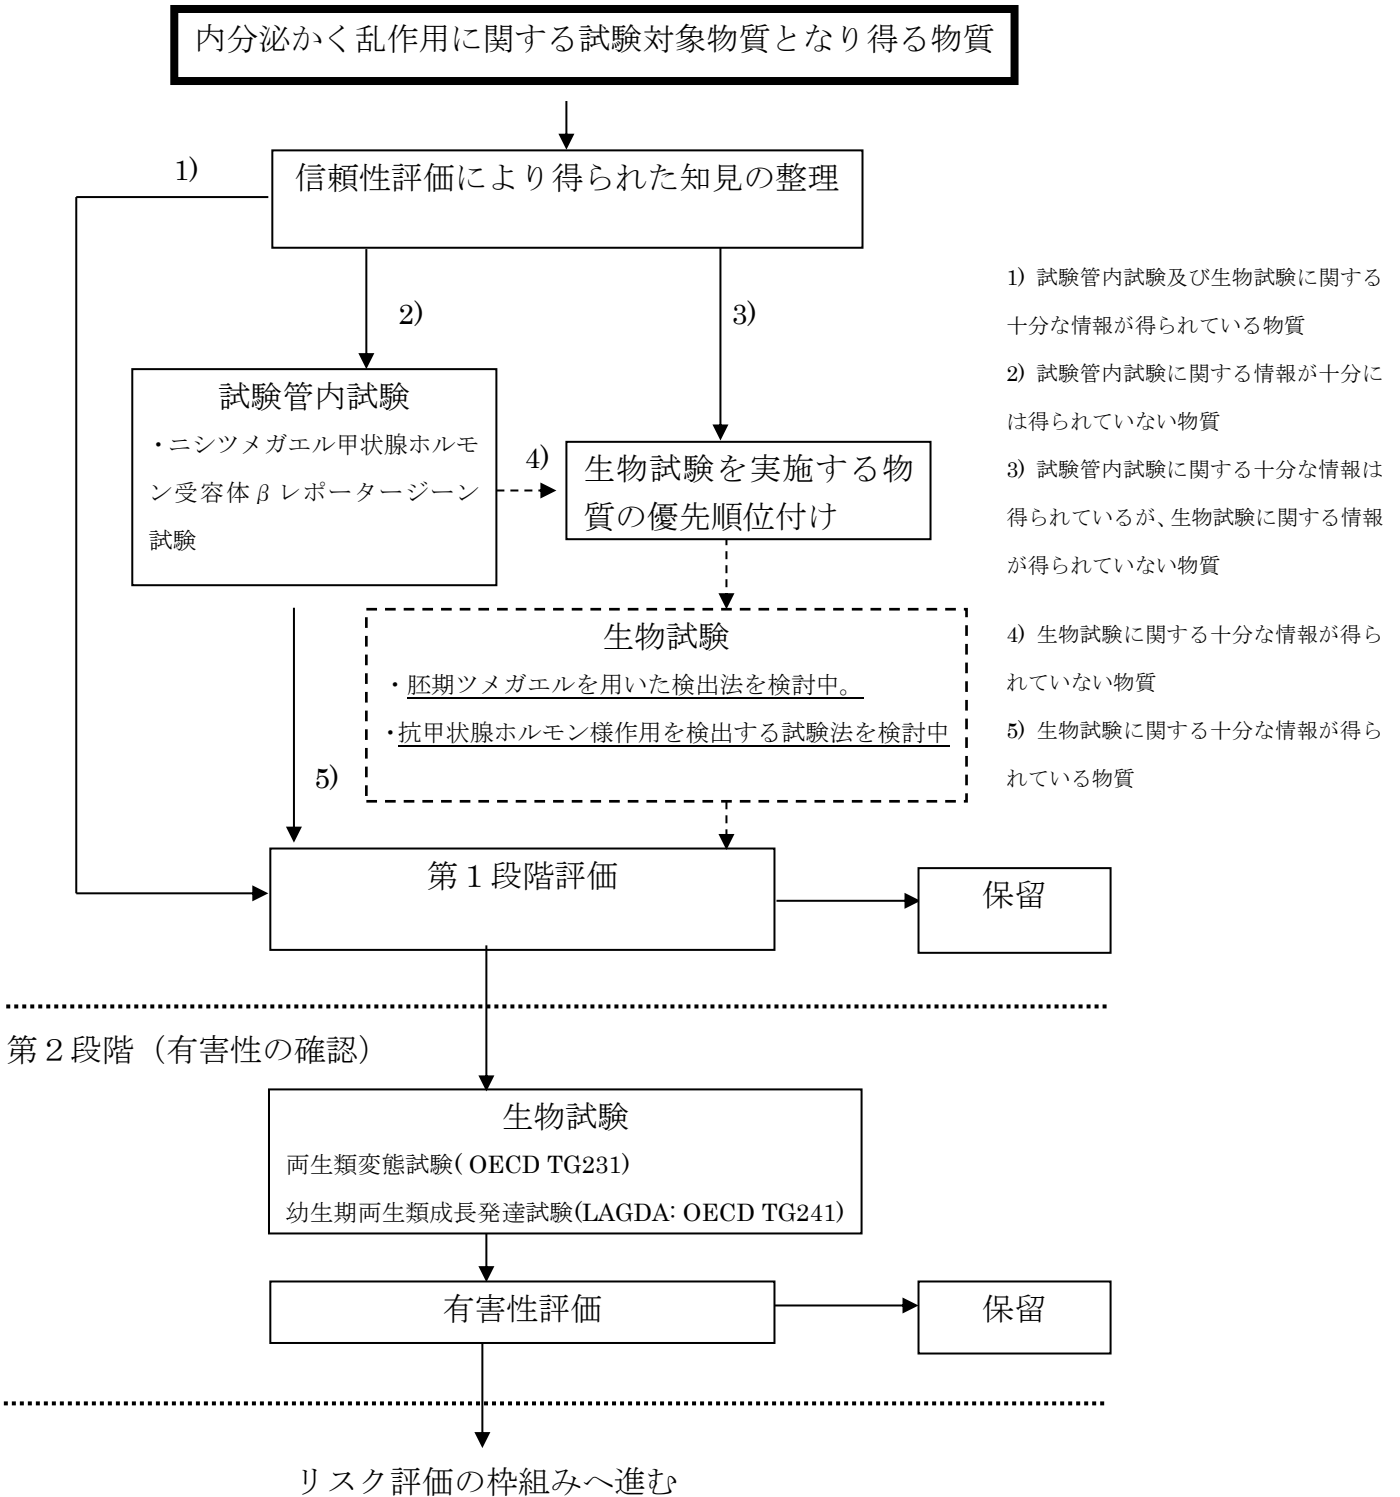 内分泌かく乱作用に関する試験対象物質となり得る物質
1)
信頼性評価により得られた知見の整理
2)
3)
試験管内試験
・ニシツメガエル甲状腺ホルモ
ン受容体βレポータージーン
試験
4)
生物試験を実施する物
質の優先順位付け
生物試験
・胚期ツメガエルを用いた検出法を検討中。
・抗甲状腺ホルモン様作用を検出する試験法を検討中
5)
1) 試験管内試験及び生物試験に関する
十分な情報が得られている物質
2) 試験管内試験に関する情報が十分に
は得られていない物質
3) 試験管内試験に関する十分な情報は
得られているが、生物試験に関する情報
が得られていない物質
4) 生物試験に関する十分な情報が得ら
れていない物質
5) 生物試験に関する十分な情報が得ら
れている物質
第１段階評価
保留
第２段階（有害性の確認）
生物試験
両生類変態試験( OECD TG231)
幼生期両生類成長発達試験(LAGDA: OECD TG241)
有害性評価
保留
リスク評価の枠組みへ進む